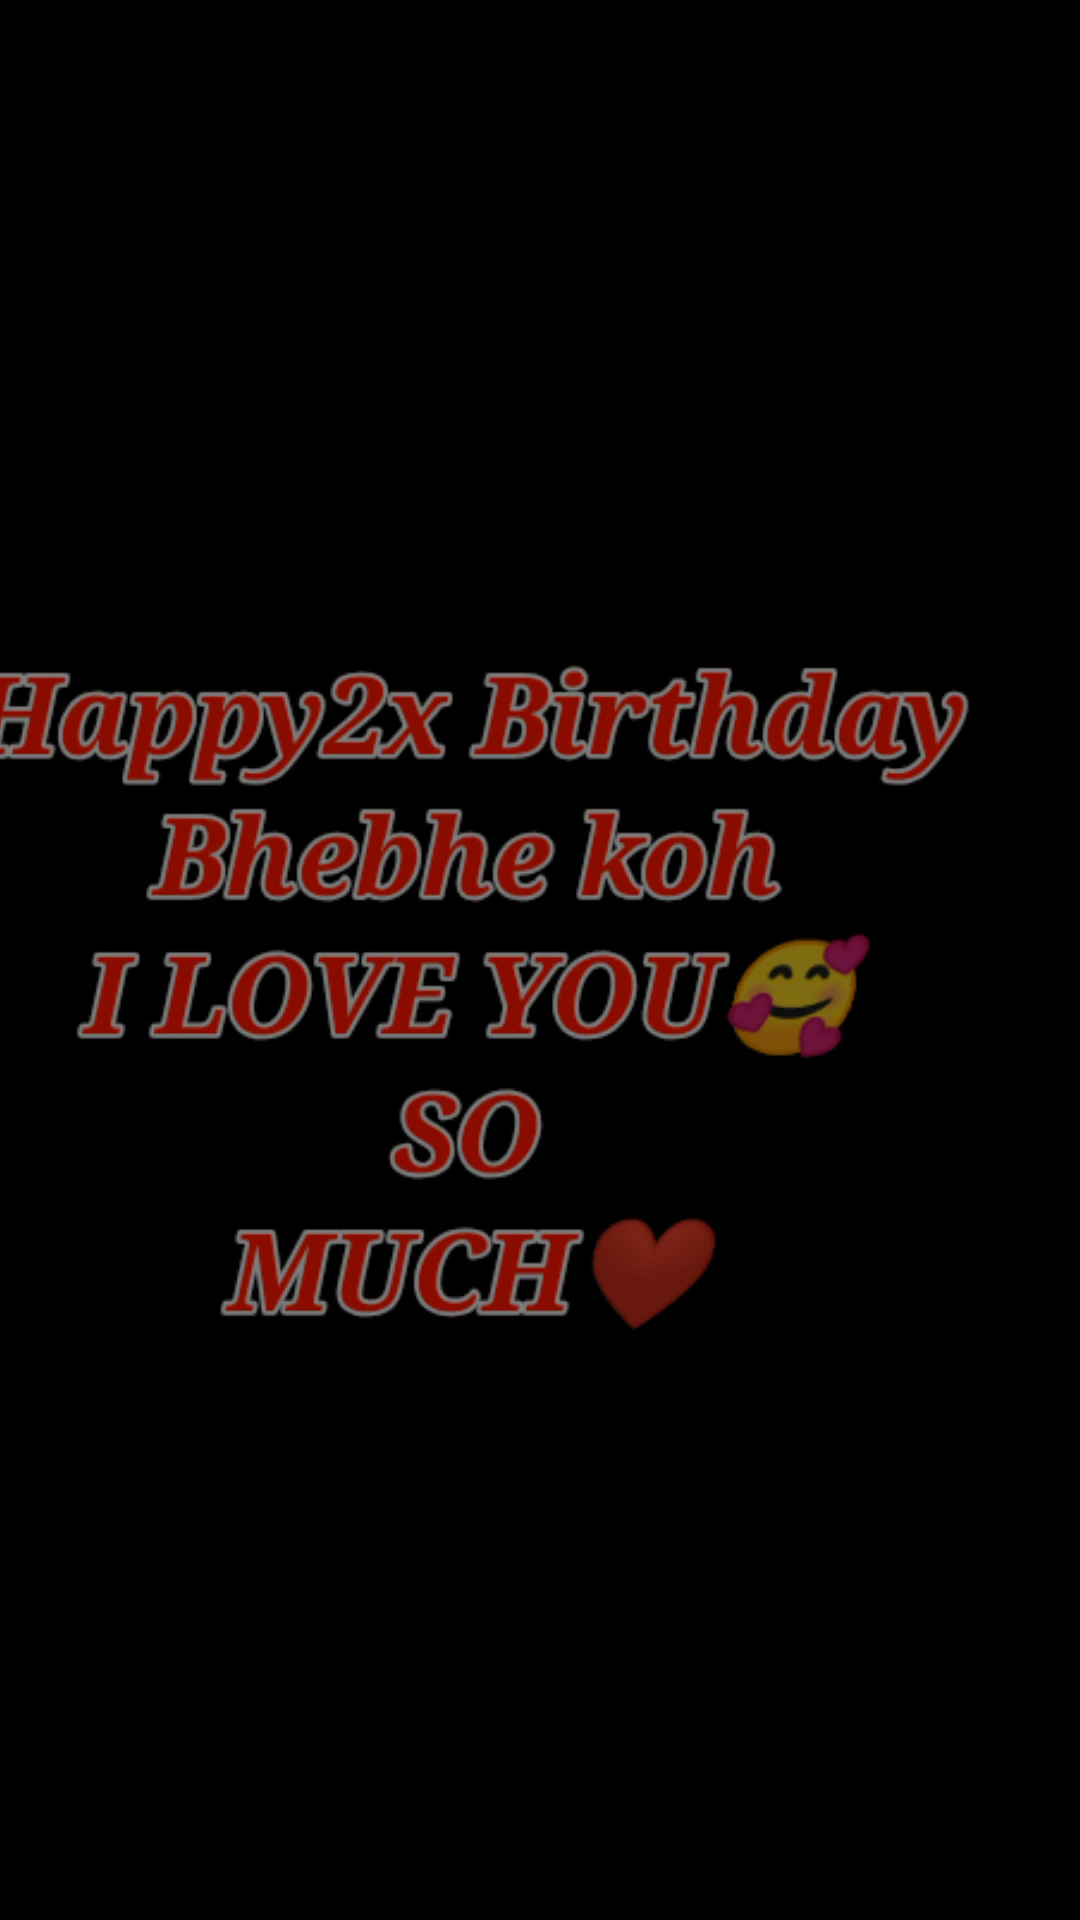 Happy2x Birthday
Bhebhe koh
I LOVE YOU🥰
SO
MUCH❤️